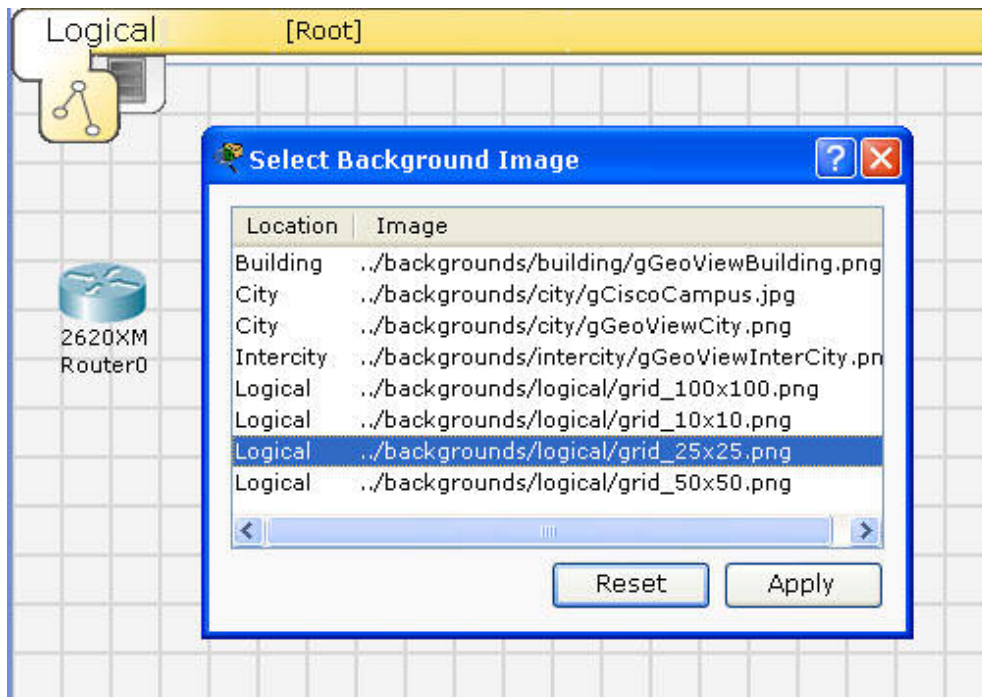 Logical [Root]
Select Background Image
Location Image
Building ../backgrounds/building/gGeoViewBuilding.png
City ../backgrounds/city/gCiscoCampus.jpg
City ../backgrounds/city/gGeoViewCity.png
Intercity ../backgrounds/intercity/gGeoViewInterCity.pn
Logical ../backgrounds/logical/grid_100x100.png
Logical ../backgrounds/logical/grid_10x10.png
Logical ../backgrounds/logical/grid_25x25.png
Logical ../backgrounds/logical/grid_50x50.png
Reset Apply
2620XM
Router0